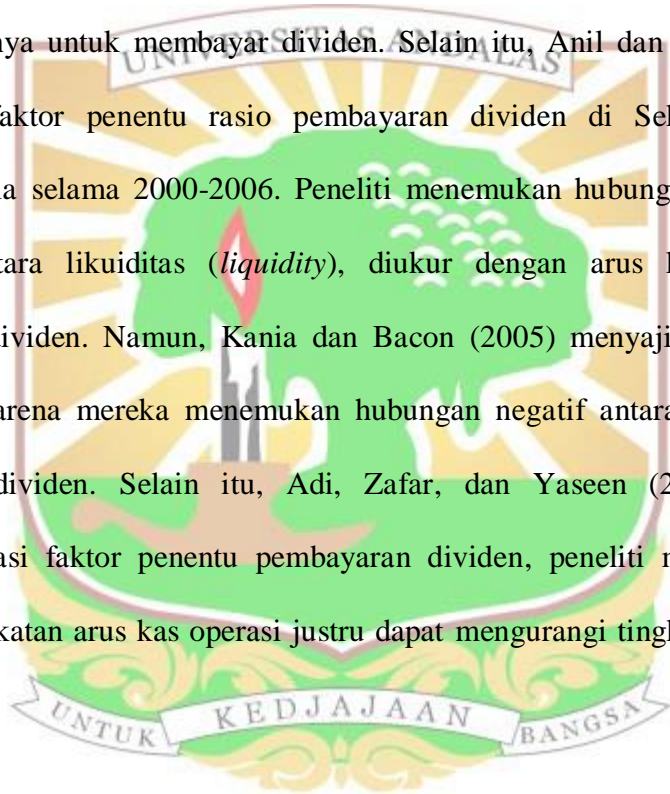 nya untuk membayar dividen. Selain itu, Anil dan
UNIVERSITAS ANDALAS
faktor penentu rasio pembayaran dividen di Sek
selama 2000-2006. Peneliti menemukan hubung
tara likuiditas (liquidity), diukur dengan arus
dividen. Namun, Kania dan Bacon (2005) menyaji
arena mereka menemukan hubungan negatif antara
dividen. Selain itu, Adi, Zafar, dan Yaseen (2
asi faktor penentu pembayaran dividen, peneliti
katan arus kas operasi justru dapat mengurangi tingk
UNTUK KEDJAJAAN BANGSA